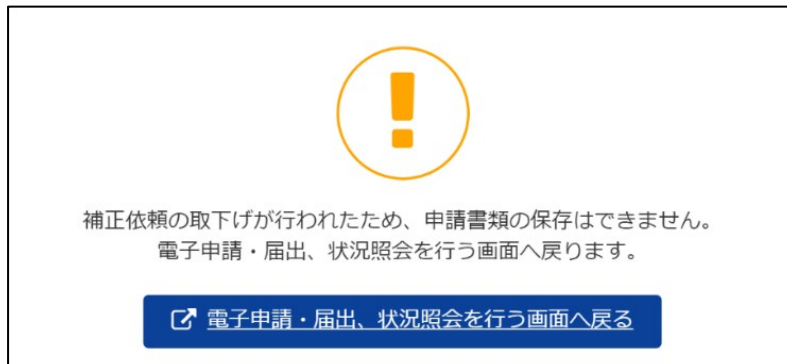 補正依頼の取下げが行われたため、申請書類の保存はできません。
電子申請・届出、状況照会を行う画面へ戻ります。
電子申請・届出、状況照会を行う画面へ戻る